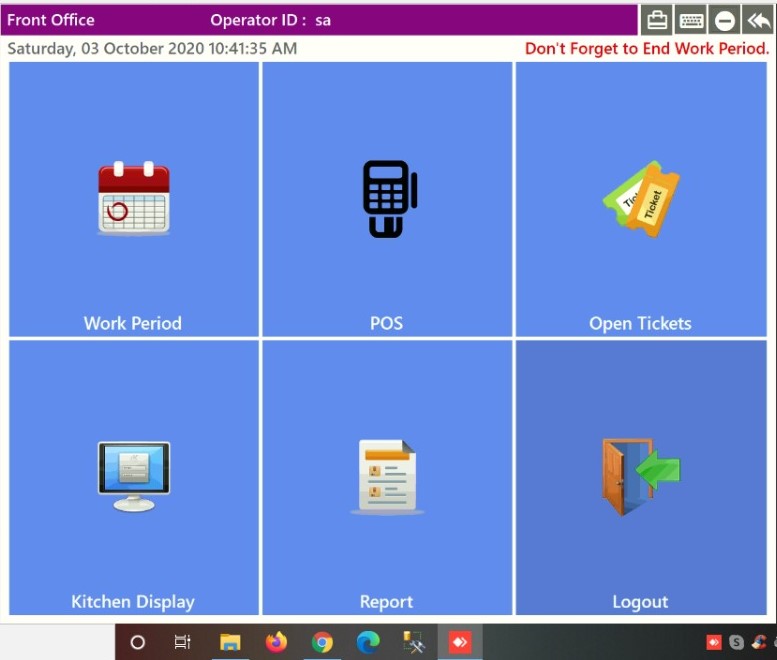 Front Office Operator ID : sa
Saturday, 03 October 2020 10:41:35 AM Don't Forget to End Work Period.
Ticket
Work Period POS Open Tickets
Kitchen Display Report Logout